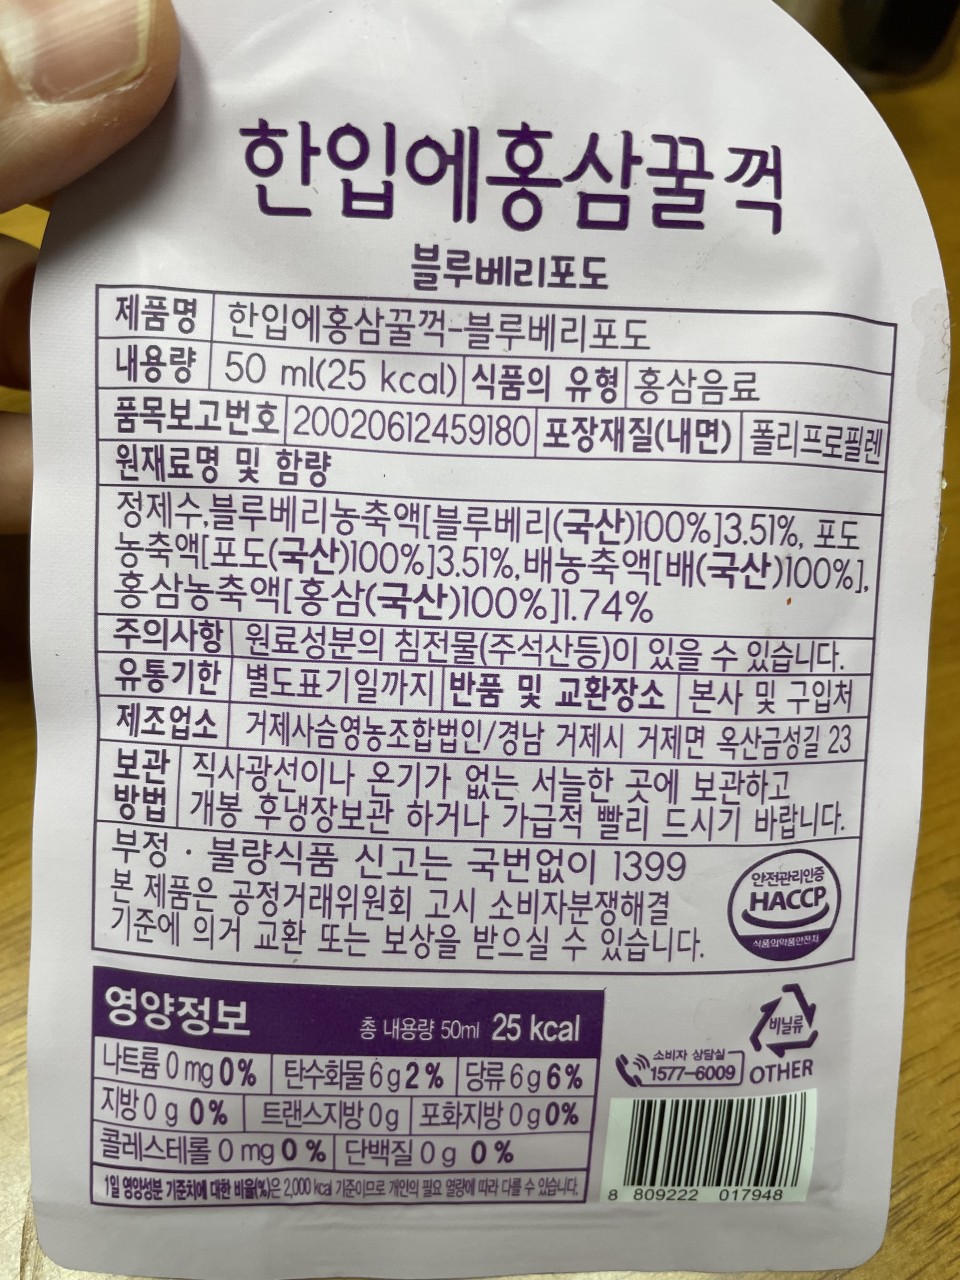 한입에홍삼꿀꺽
블루베리포도
제품명 한입에홍삼꿀꺽-블루베리포도
내용량 50 ml(25 kcal) 식품의 유형 홍삼음료
품목보고번호 20020612459180 포장재질(내면) 폴리프로필렌
원재료명 및 함량
정제수,블루베리농축액[블루베리(국산)100%]3.51%, 포도
농축액[포도(국산)100%]3.51%,배농축액[배(국산)100%],
홍삼농축액[홍삼(국산)100%]1.74%
주의사항 원료성분의 침전물(주석산등)이 있을 수 있습니다.
유통기한 별도표기일까지 반품 및 교환장소 본사 및 구입처
제조업소 거제사슴영농조합법인/경남 거제시 거제면 옥산금성길 23
보관 방법 직사광선이나 온기가 없는 서늘한 곳에 보관하고
개봉 후냉장보관 하거나 가급적 빨리 드시기 바랍니다.
부정 · 불량식품 신고는 국번없이 1399
본 제품은 공정거래위원회 고시 소비자분쟁해결
기준에 의거 교환 또는 보상을 받으실 수 있습니다.
안전관리인증
HACCP
식품의약품안전처
영양정보 총 내용량 50ml 25 kcal
나트륨 0 mg 0% 탄수화물 6g 2% 당류 6g 6%
지방 0 g 0% 트랜스지방 0g 포화지방 0g 0%
콜레스테롤 0 mg 0% 단백질 0g 0%
1일 영양성분 기준치에 대한 비율(%)은 2,000 kcal 기준이므로 개인의 필요 열량에 따라 다를 수 있습니다.
비닐류
OTHER
소비자 상담실
1577-6009
8 809222 017948